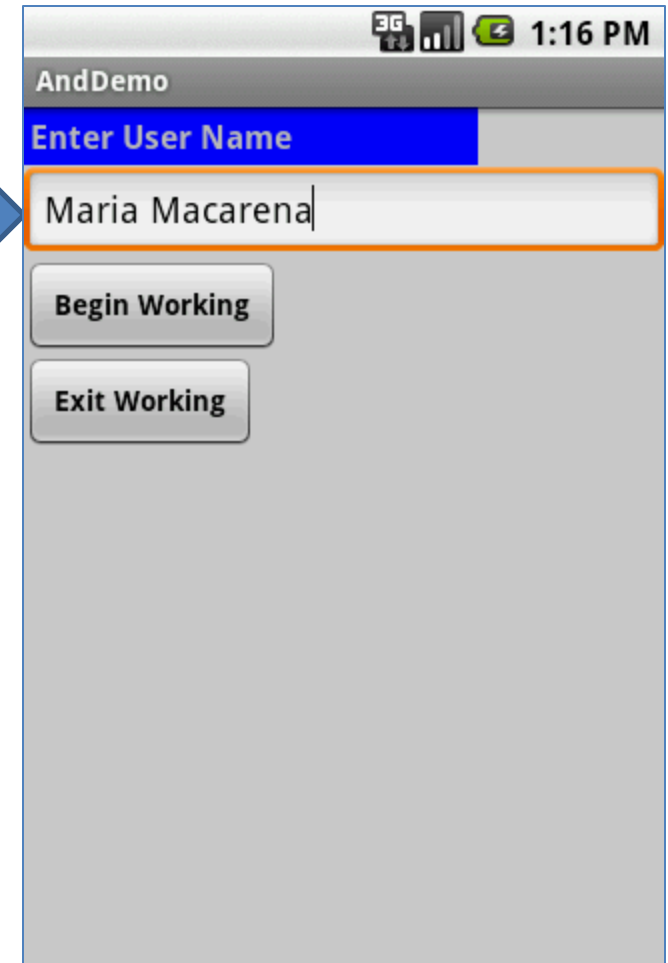 3G 1:16 PM
AndDemo
Enter User Name
Maria Macarena
Begin Working
Exit Working